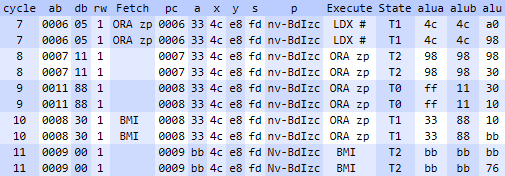 cycle ab db rw Fetch pc a x y s p Execute State alua alub alu
7 0006 05 1 ORA zp 0006 33 4c e8 fd nv-BdIzc LDX # T1 4c 4c a0
7 0006 05 1 ORA zp 0006 33 4c e8 fd nv-BdIzc LDX # T1 4c 4c 98
8 0007 11 1 0007 33 4c e8 fd nv-BdIzc ORA zp T2 98 98 98
8 0007 11 1 0007 33 4c e8 fd nv-BdIzc ORA zp T2 98 98 30
9 0011 88 1 0008 33 4c e8 fd nv-BdIzc ORA zp T0 ff 11 30
9 0011 88 1 0008 33 4c e8 fd nv-BdIzc ORA zp T0 ff 11 10
10 0008 30 1 BMI 0008 33 4c e8 fd Nv-BdIzc ORA zp T1 33 88 10
10 0008 30 1 BMI 0008 33 4c e8 fd Nv-BdIzc ORA zp T1 33 88 bb
11 0009 00 1 0009 bb 4c e8 fd Nv-BdIzc BMI T2 bb bb bb
11 0009 00 1 0009 bb 4c e8 fd Nv-BdIzc BMI T2 bb bb 76